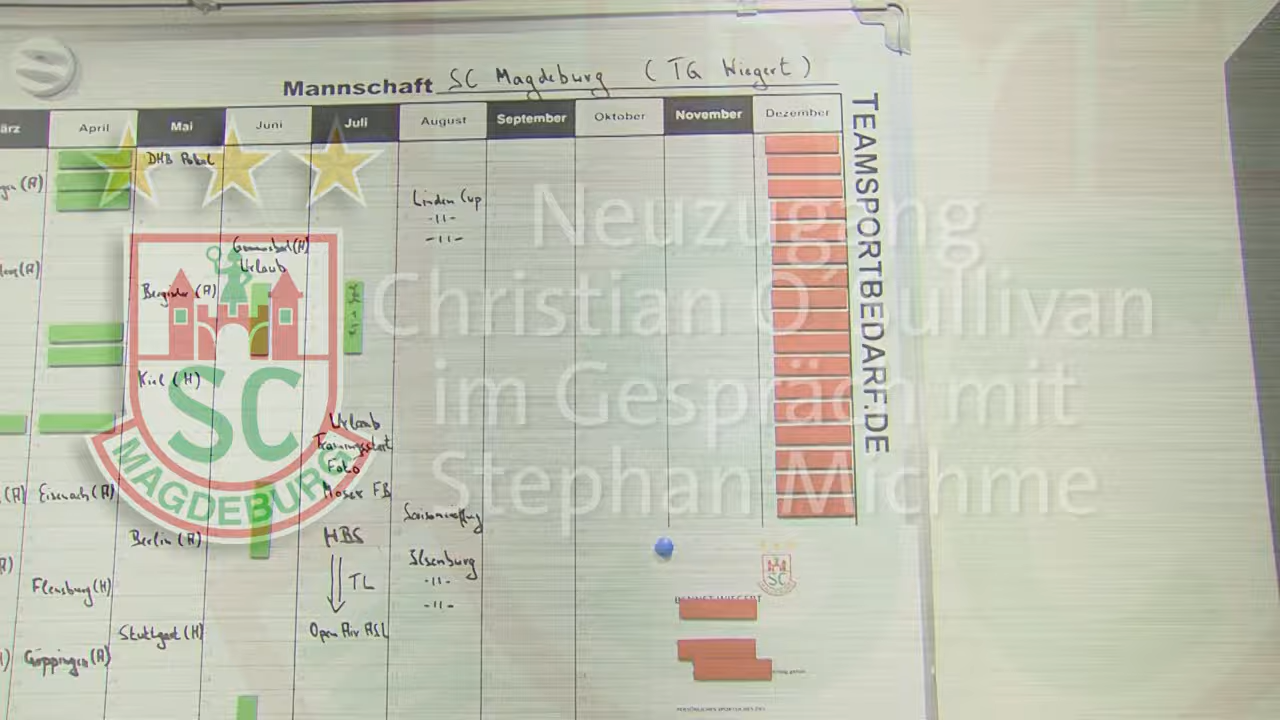 Mannschaft SC Magdeburg ( TG Wiegert )
ärz April Mai Juni Juli August September Oktober November Dezember
TEAMSPORTBEDARF.DE
DHB Pokal
(A)
Linden Cup
-11-
-11-
Neuzugang
Christian O'Sullivan
im Gespräch mit
Stephan Michme
(H)
Urlaub
(A)
(A)
Kiel (H)
SC
MAGDEBURG
Urlaub
Trainingsstart
Foto
Moser FB
(A) Eisenach (A)
Berlin (A)
HBS
TL
Open Air ASL
Saisoneröffnung
Ilsenburg
-11-
-11-
Flensburg (H)
Stuttgart (H)
Göppingen (A)
SC